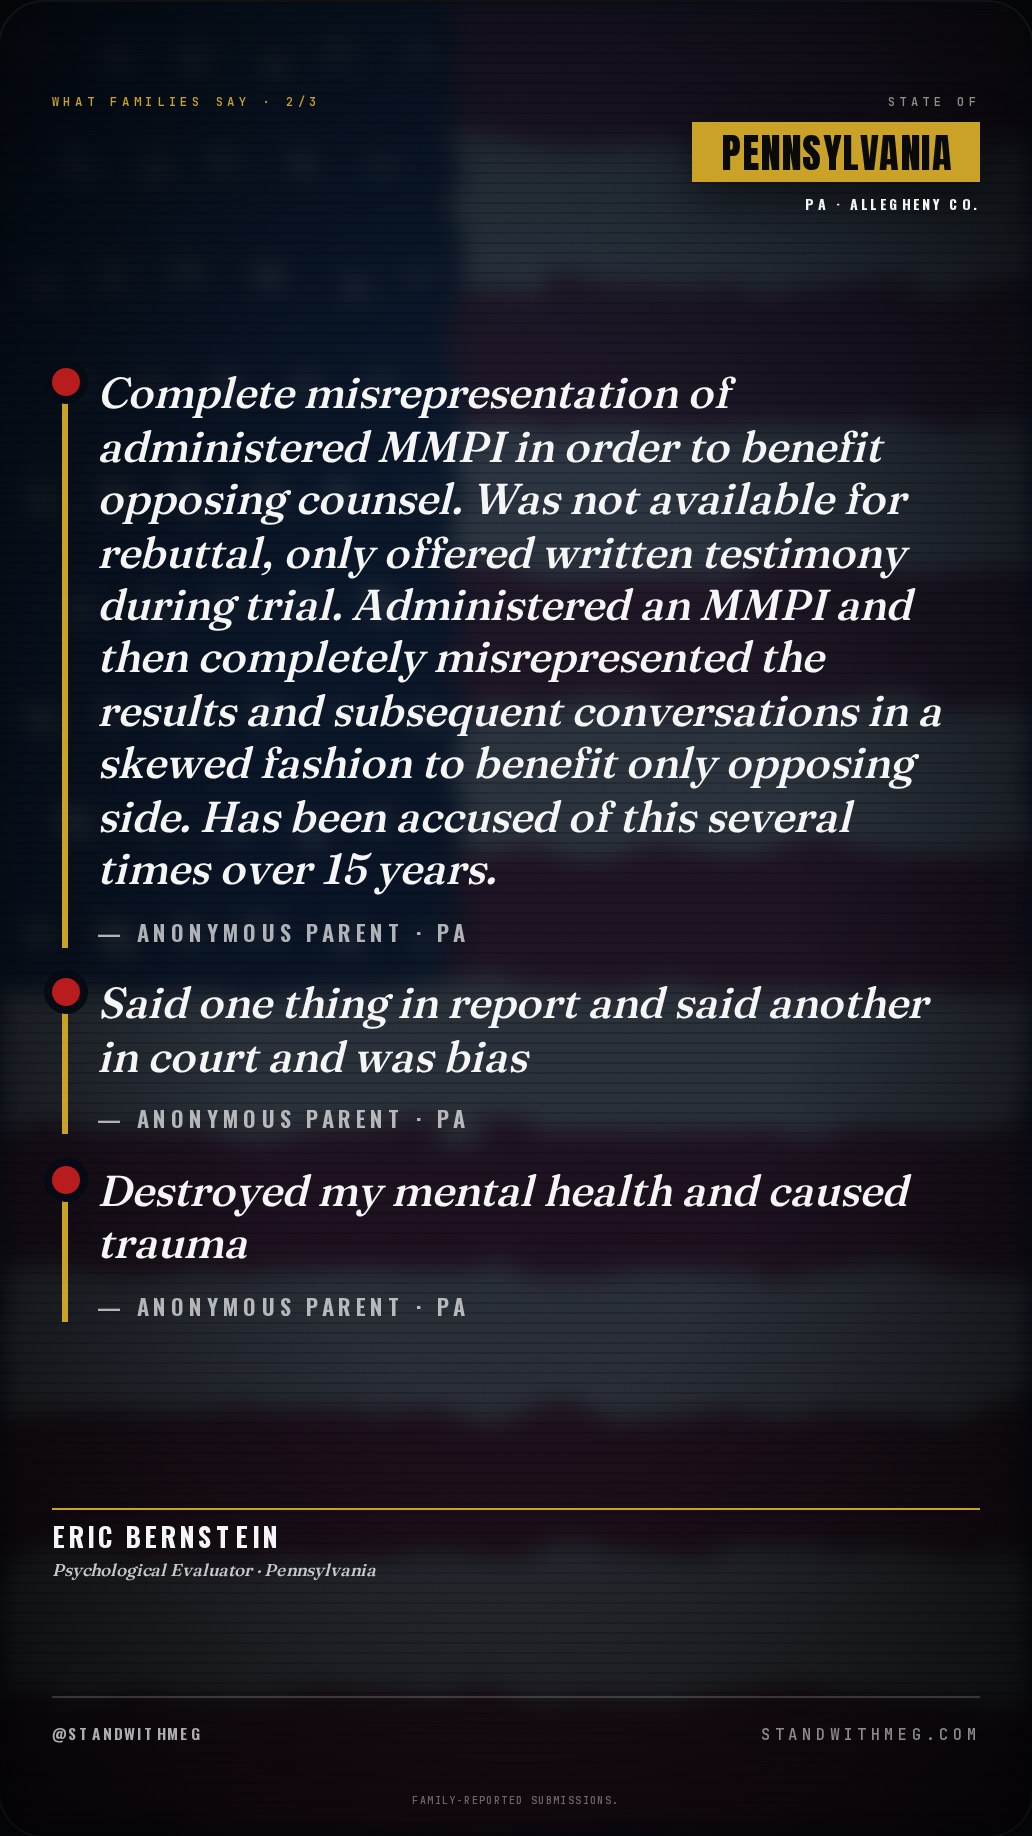 WHAT FAMILIES SAY · 2/3
STATE OF
PENNSYLVANIA
PA · ALLEGHENY CO.
Complete misrepresentation of
administered MMPI in order to benefit
opposing counsel. Was not available for
rebuttal, only offered written testimony
during trial. Administered an MMPI and
then completely misrepresented the
results and subsequent conversations in a
skewed fashion to benefit only opposing
side. Has been accused of this several
times over 15 years.
— ANONYMOUS PARENT · PA
Said one thing in report and said another
in court and was bias
— ANONYMOUS PARENT · PA
Destroyed my mental health and caused
trauma
— ANONYMOUS PARENT · PA
ERIC BERNSTEIN
Psychological Evaluator · Pennsylvania
@STANDWITHMEG
STANDWITHMEG.COM
FAMILY-REPORTED SUBMISSIONS.